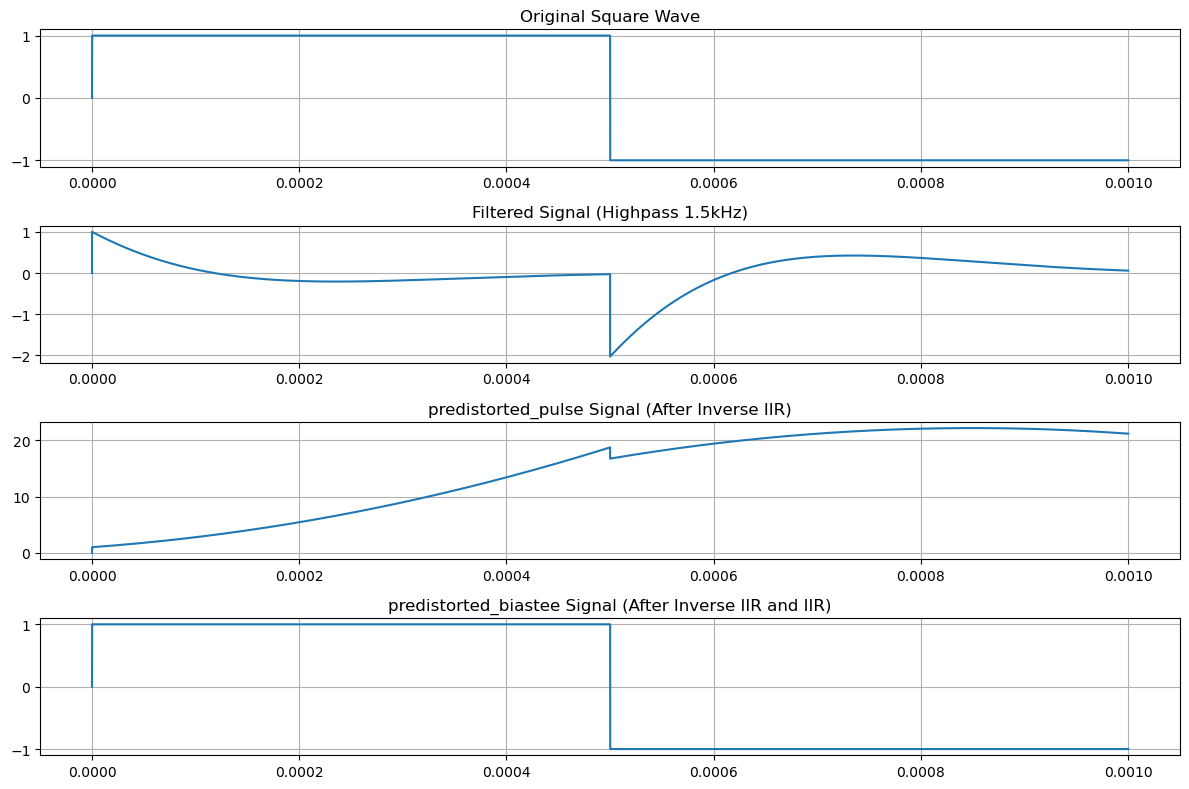 Original Square Wave
1
0
−1
0.0000 0.0002 0.0004 0.0006 0.0008 0.0010
Filtered Signal (Highpass 1.5kHz)
1
0
−1
−2
0.0000 0.0002 0.0004 0.0006 0.0008 0.0010
predistorted_pulse Signal (After Inverse IIR)
20
10
0
0.0000 0.0002 0.0004 0.0006 0.0008 0.0010
predistorted_biastee Signal (After Inverse IIR and IIR)
1
0
−1
0.0000 0.0002 0.0004 0.0006 0.0008 0.0010